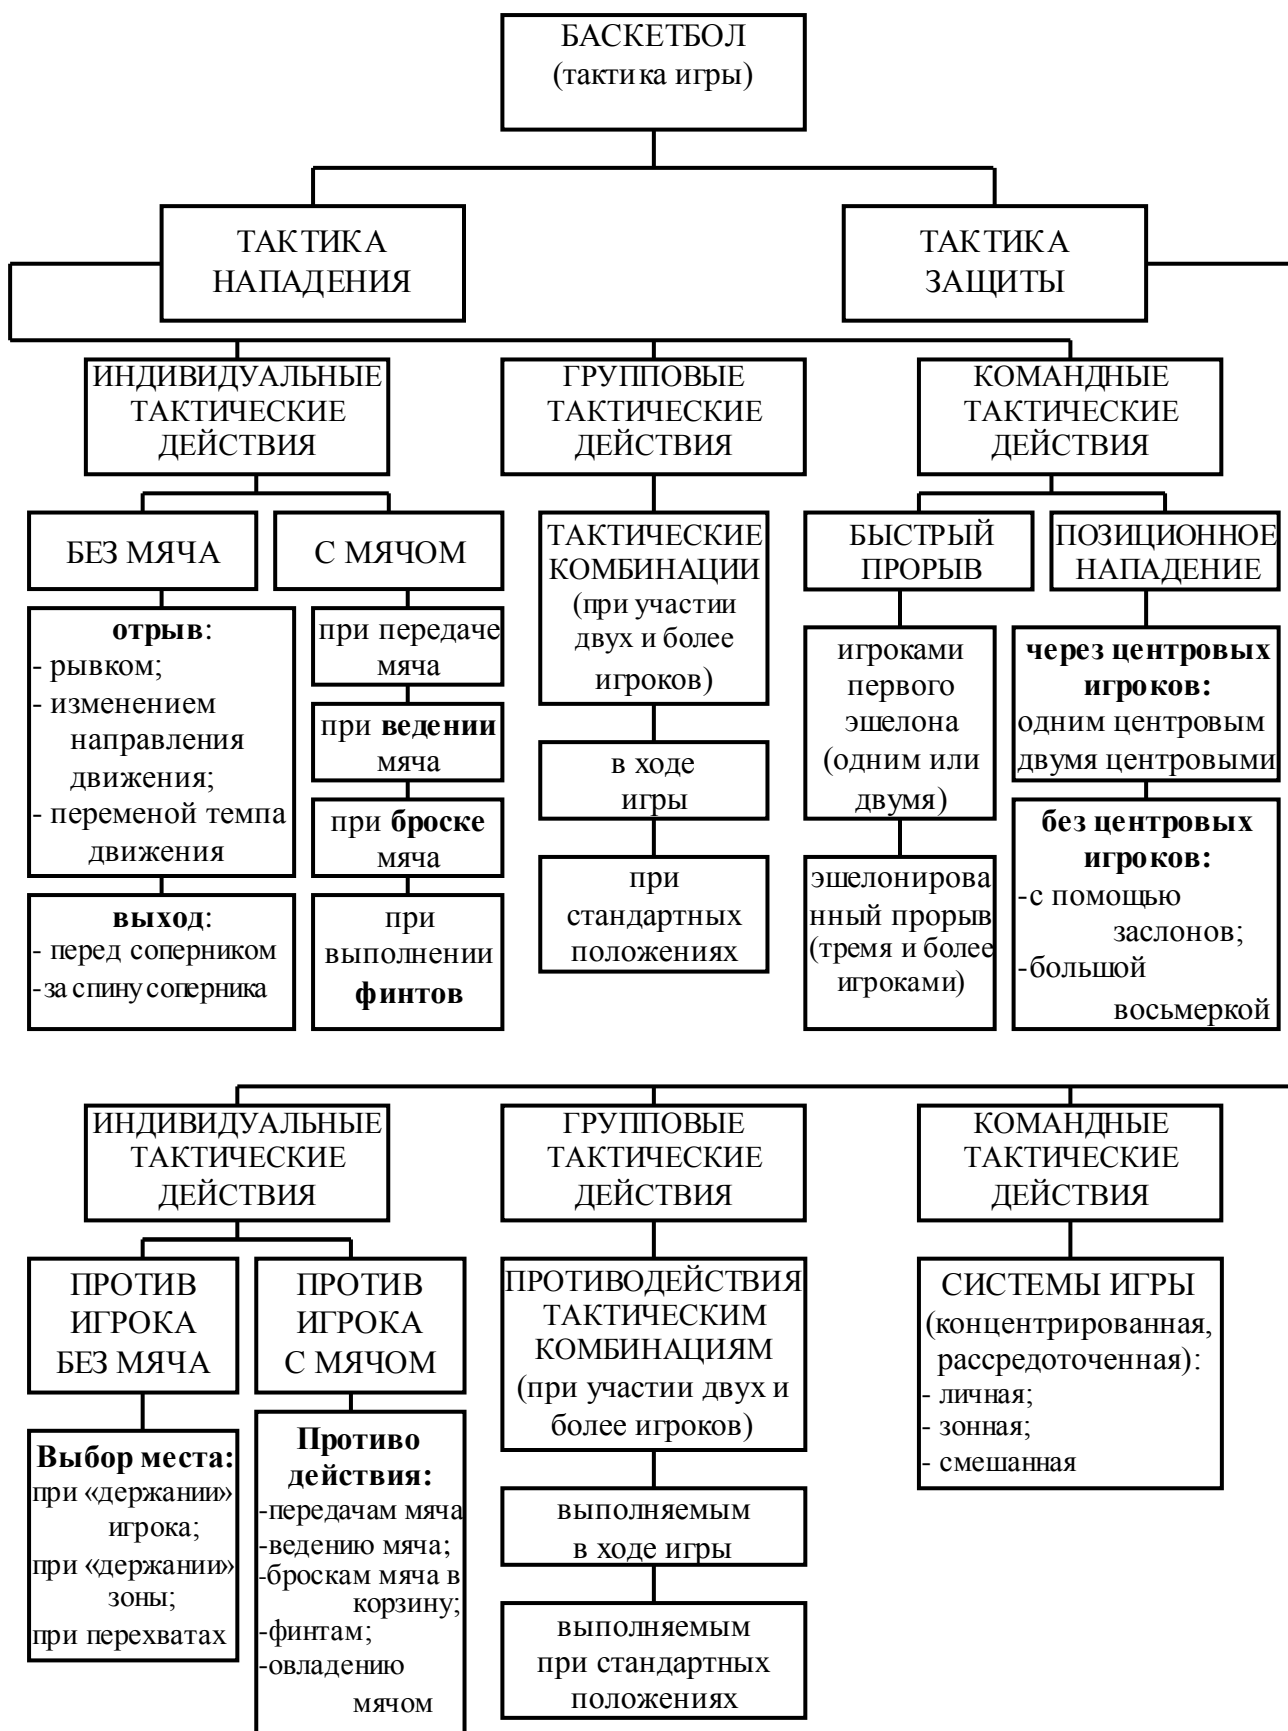 БАСКЕТБОЛ
(тактика игры)
ТАКТИКА
НАПАДЕНИЯ
ТАКТИКА
ЗАЩИТЫ
ИНДИВИДУАЛЬНЫЕ
ТАКТИЧЕСКИЕ
ДЕЙСТВИЯ
ГРУППОВЫЕ
ТАКТИЧЕСКИЕ
ДЕЙСТВИЯ
КОМАНДНЫЕ
ТАКТИЧЕСКИЕ
ДЕЙСТВИЯ
БЕЗ МЯЧА
отрыв:
- рывком;
- изменением
направления
движения;
- переменой темпа
движения
выход:
- перед соперником
-за спину соперника
С МЯЧОМ
при передаче
мяча
при ведении
мяча
при броске
мяча
при
выполнении
финтов
ТАКТИЧЕСКИЕ
КОМБИНАЦИИ
(при участии
двух и более
игроков)
в ходе
игры
при
стандартных
положениях
БЫСТРЫЙ
ПРОРЫВ
игроками
первого
эшелона
(одним или
двумя)
эшелонирова
нный прорыв
(тремя и более
игроками)
ПОЗИЦИОННОЕ
НАПАДЕНИЕ
через центровых
игроков:
одним центровым
двумя центровыми
без центровых
игроков:
-с помощью
заслонов;
-большой
восьмеркой
ИНДИВИДУАЛЬНЫЕ
ТАКТИЧЕСКИЕ
ДЕЙСТВИЯ
ГРУППОВЫЕ
ТАКТИЧЕСКИЕ
ДЕЙСТВИЯ
КОМАНДНЫЕ
ТАКТИЧЕСКИЕ
ДЕЙСТВИЯ
ПРОТИВ
ИГРОКА
БЕЗ МЯЧА
Выбор места:
при «держании»
игрока;
при «держании»
зоны;
при перехватах
ПРОТИВ
ИГРОКА
С МЯЧОМ
Противо
действия:
-передачам мяча
-ведению мяча;
-броскам мяча в
корзину;
-финтам;
-овладению
мячом
ПРОТИВОДЕЙСТВИЯ
ТАКТИЧЕСКИМ
КОМБИНАЦИЯМ
(при участии двух и
более игроков)
выполняемым
в ходе игры
выполняемым
при стандартных
положениях
СИСТЕМЫ ИГРЫ
(концентрированная,
рассредоточенная):
- личная;
- зонная;
- смешанная